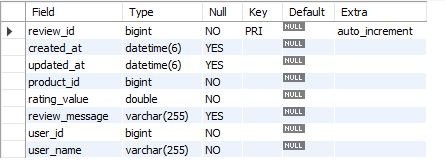 Field Type Null Key Default Extra
review_id bigint NO PRI NULL auto_increment
created_at datetime(6) YES NULL
updated_at datetime(6) YES NULL
product_id bigint NO NULL
rating_value double NO NULL
review_message varchar(255) YES NULL
user_id bigint NO NULL
user_name varchar(255) NO NULL